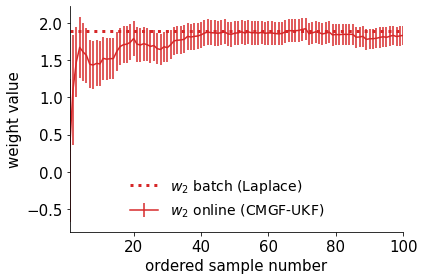 2.0
1.5
1.0
0.5
0.0
−0.5
weight value
w₂ batch (Laplace)
w₂ online (CMGF-UKF)
20 40 60 80 100
ordered sample number